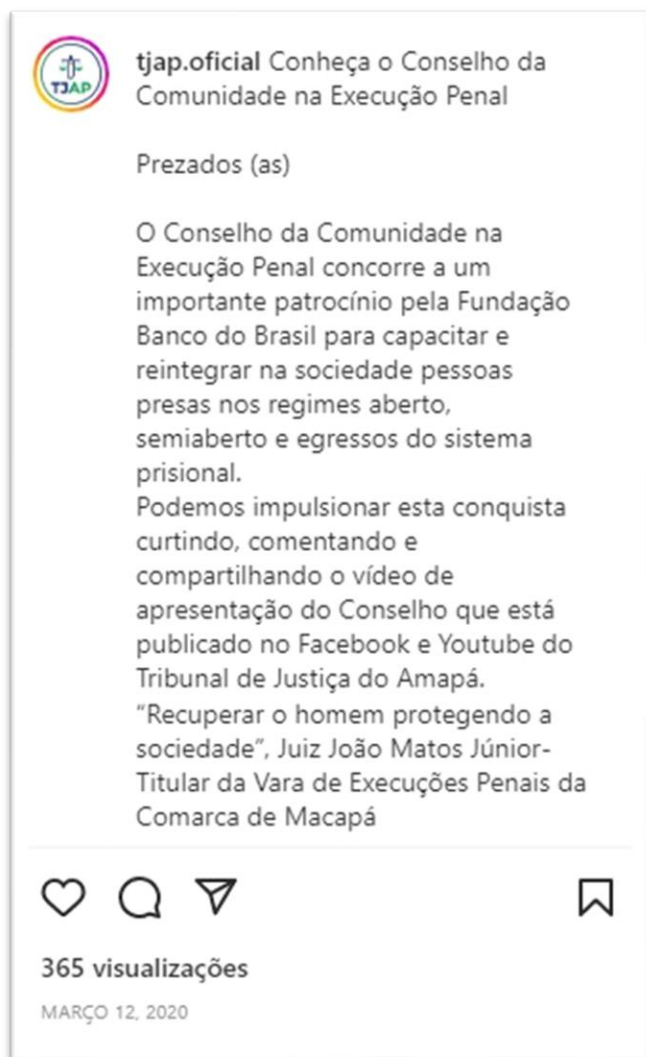 TJAP
tjap.oficial Conheça o Conselho da
Comunidade na Execução Penal
Prezados (as)
O Conselho da Comunidade na
Execução Penal concorre a um
importante patrocínio pela Fundação
Banco do Brasil para capacitar e
reintegrar na sociedade pessoas
presas nos regimes aberto,
semiaberto e egressos do sistema
prisional.
Podemos impulsionar esta conquista
curtindo, comentando e
compartilhando o vídeo de
apresentação do Conselho que está
publicado no Facebook e Youtube do
Tribunal de Justiça do Amapá.
“Recuperar o homem protegendo a
sociedade”, Juiz João Matos Júnior-
Titular da Vara de Execuções Penais da
Comarca de Macapá
365 visualizações
MARÇO 12, 2020